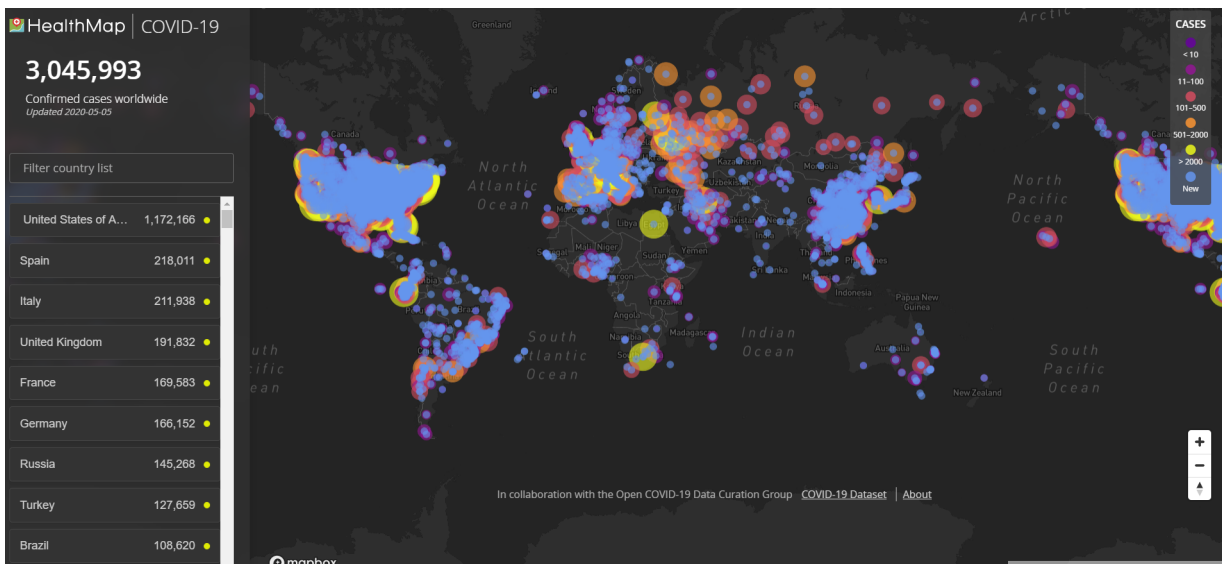 HealthMap | COVID-19
3,045,993
Confirmed cases worldwide
Updated 2020-05-05
Filter country list
United States of A... 1,172,166
Spain 218,011
Italy 211,938
United Kingdom 191,832
France 169,583
Germany 166,152
Russia 145,268
Turkey 127,659
Brazil 108,620
Greenland
Arctic
CASES
<10
11–100
101–500
501–2000
> 2000
New
Canada
Sweden
Kazakhstan
Mongolia
North
Atlantic
Ocean
Turkey
Uzbekistan
North
Pacific
Ocean
Morocco
Libya
Pakistan
India
Mali
Niger
Sudan
Yemen
Sri Lanka
Indonesia
Papua New
Guinea
Tanzania
Angola
Madagascar
Indian
Ocean
South
Atlantic
Ocean
Australia
South
Pacific
Ocean
New Zealand
In collaboration with the Open COVID-19 Data Curation Group COVID-19 Dataset | About
mapbox